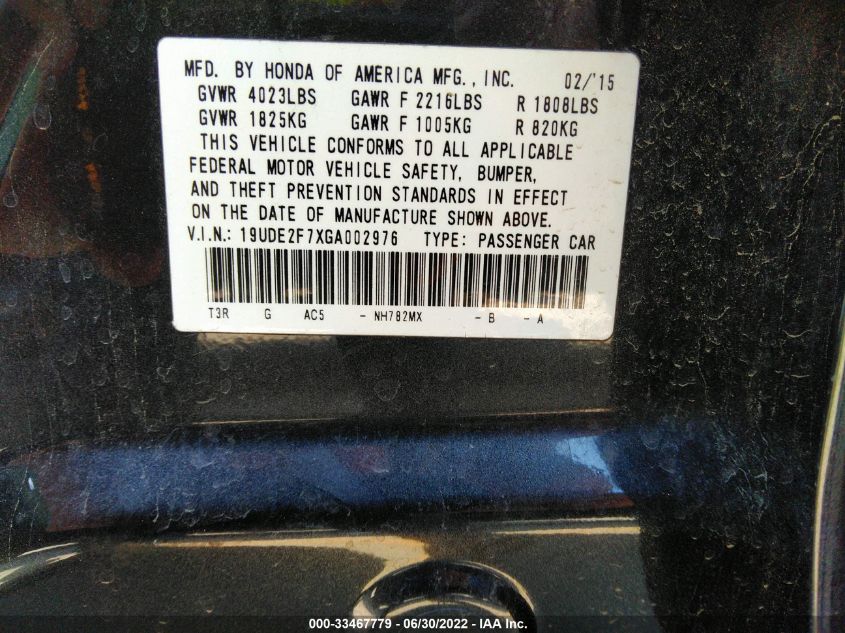 MFD. BY HONDA OF AMERICA MFG., INC. 02/'15
GVWR 4023LBS GAWR F 2216LBS R 1808LBS
GVWR 1825KG GAWR F 1005KG R 820KG
THIS VEHICLE CONFORMS TO ALL APPLICABLE
FEDERAL MOTOR VEHICLE SAFETY, BUMPER,
AND THEFT PREVENTION STANDARDS IN EFFECT
ON THE DATE OF MANUFACTURE SHOWN ABOVE.
V.I.N.: 19UDE2F7XGA002976 TYPE: PASSENGER CAR
T3R G AC5 - NH782MX - B - A
000-33467779 - 06/30/2022 - IAA Inc.